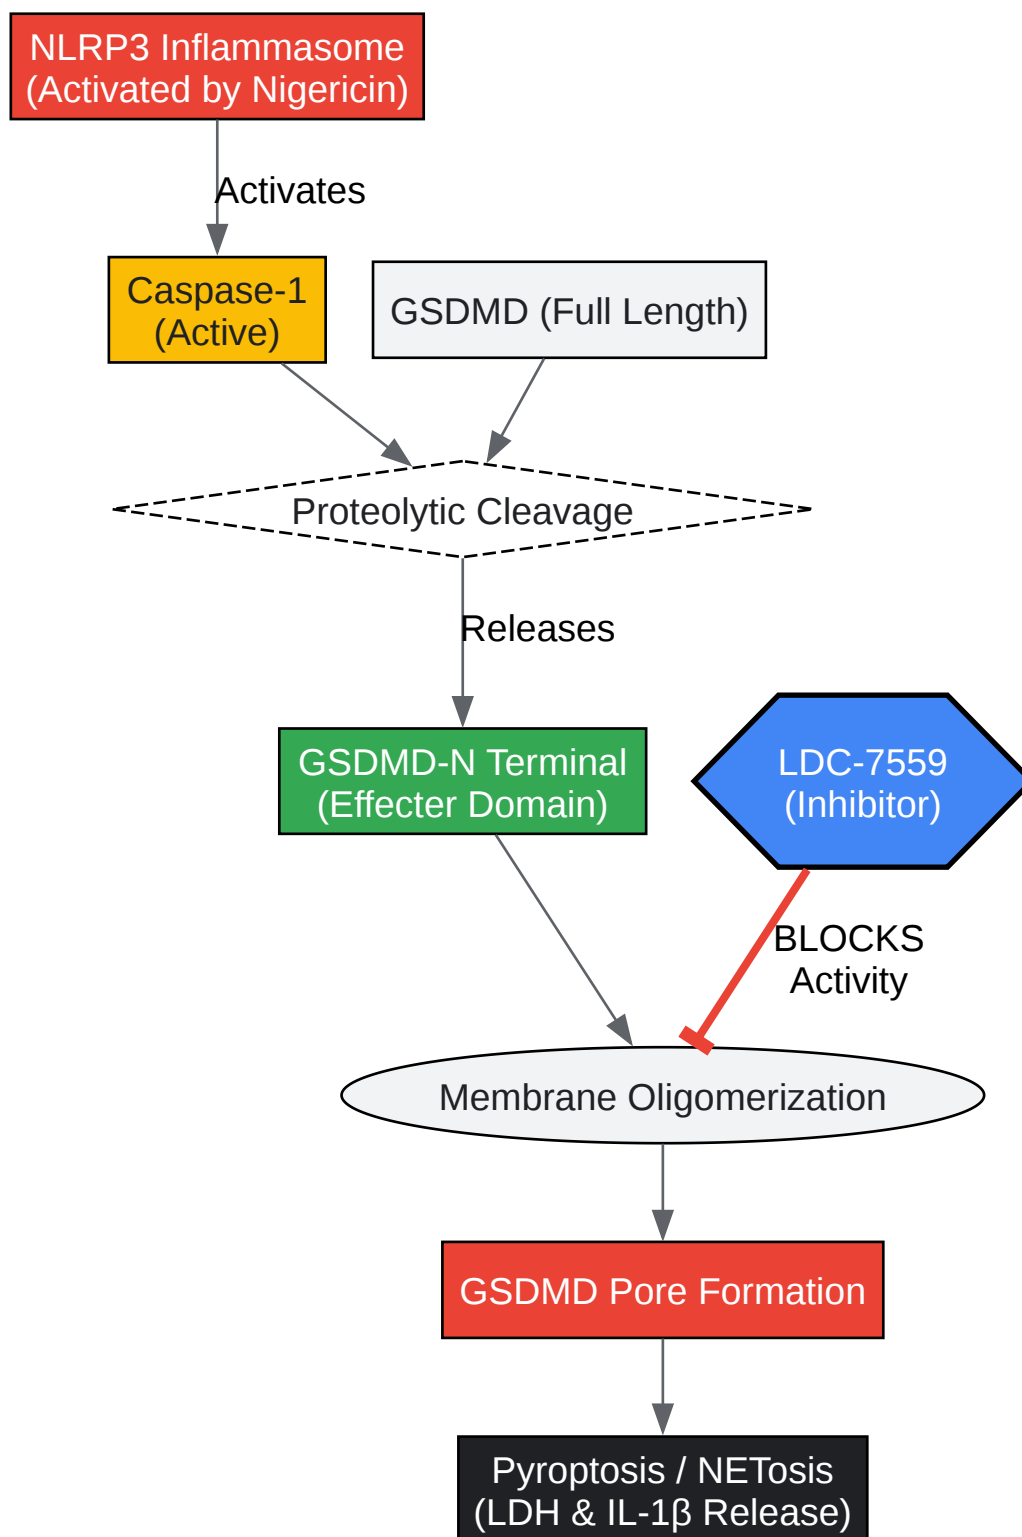 NLRP3 Inflammasome
(Activated by Nigericin)
Activates
Caspase-1
(Active)
GSDMD (Full Length)
Proteolytic Cleavage
Releases
GSDMD-N Terminal
(Effecter Domain)
LDC-7559
(Inhibitor)
BLOCKS
Activity
Membrane Oligomerization
GSDMD Pore Formation
Pyroptosis / NETosis
(LDH & IL-1β Release)